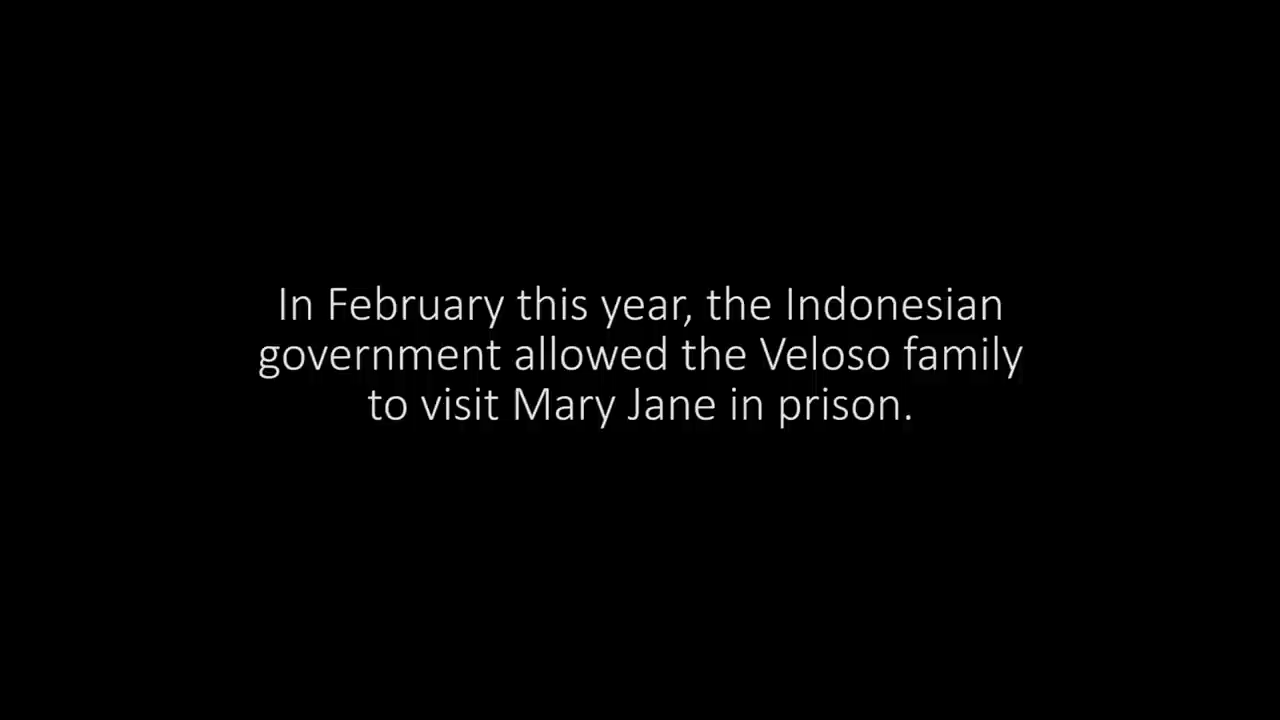 In February this year, the Indonesian
government allowed the Veloso family
to visit Mary Jane in prison.